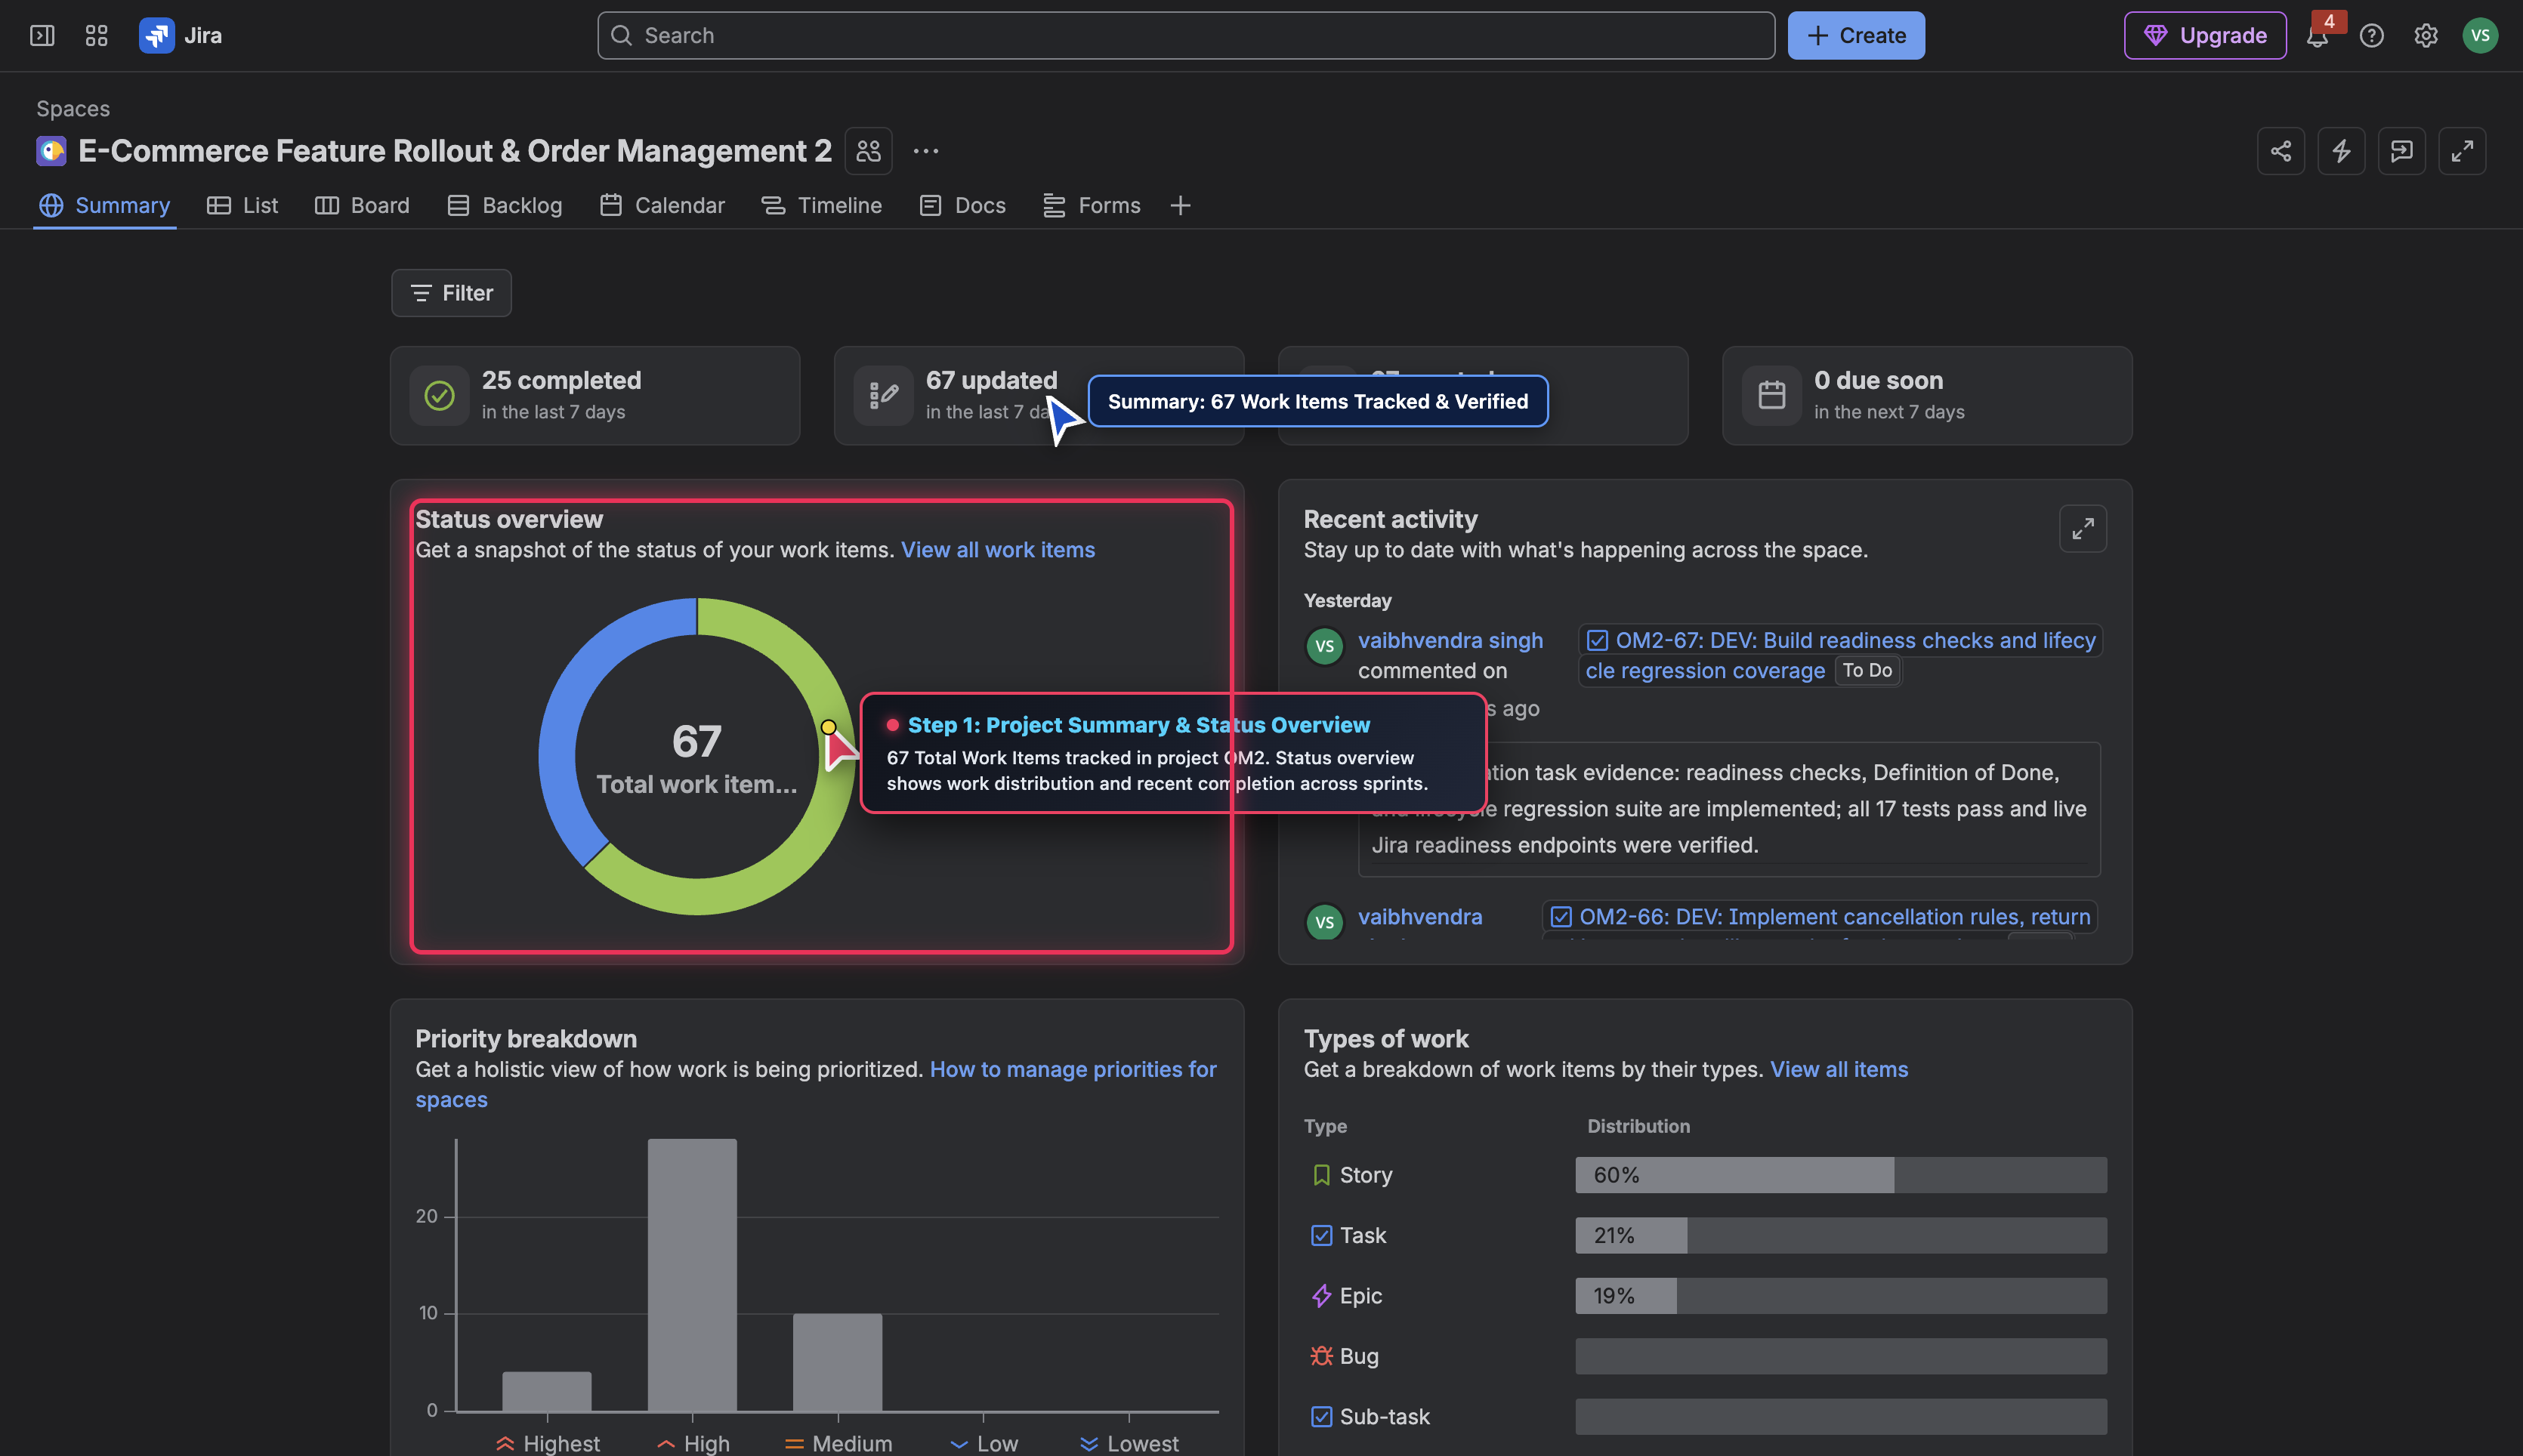 Jira
Search
Create
Upgrade
4
VS
Spaces
E-Commerce Feature Rollout & Order Management 2
Summary
List
Board
Backlog
Calendar
Timeline
Docs
Forms
Filter
25 completed
in the last 7 days
67 updated
in the last 7 da
Summary: 67 Work Items Tracked & Verified
0 due soon
in the next 7 days
Status overview
Get a snapshot of the status of your work items. View all work items
67
Total work item...
Step 1: Project Summary & Status Overview
67 Total Work Items tracked in project OM2. Status overview
shows work distribution and recent completion across sprints.
Recent activity
Stay up to date with what's happening across the space.
Yesterday
VS
vaibhvendra singh
commented on
OM2-67: DEV: Build readiness checks and lifecy
cle regression coverage To Do
s ago
tion task evidence: readiness checks, Definition of Done,
and lifecycle regression suite are implemented; all 17 tests pass and live
Jira readiness endpoints were verified.
VS
vaibhvendra
OM2-66: DEV: Implement cancellation rules, return
Priority breakdown
Get a holistic view of how work is being prioritized. How to manage priorities for
spaces
20
10
0
Highest
High
Medium
Low
Lowest
Types of work
Get a breakdown of work items by their types. View all items
Type
Distribution
Story
60%
Task
21%
Epic
19%
Bug
Sub-task